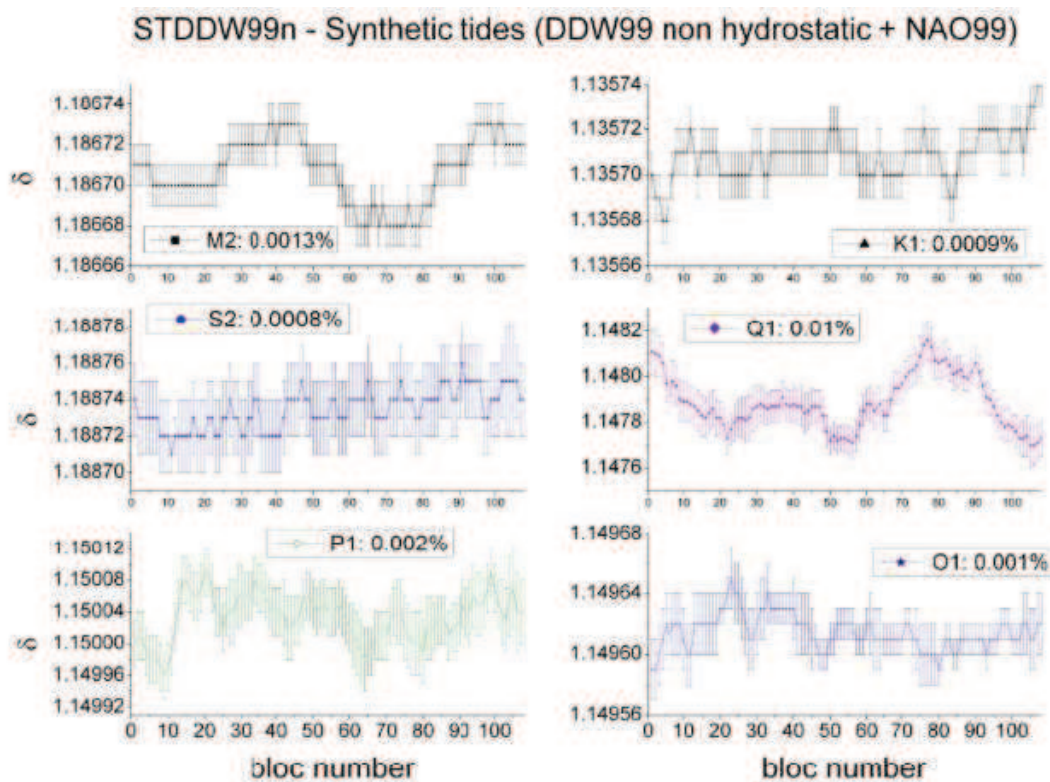 STDDW99n - Synthetic tides (DDW99 non hydrostatic + NAO99)
δ
1.18674
1.18672
1.18670
1.18668
1.18666
M2: 0.0013%
0 10 20 30 40 50 60 70 80 90 100
1.13574
1.13572
1.13570
1.13568
1.13566
K1: 0.0009%
0 10 20 30 40 50 60 70 80 90 100
δ
1.18878
1.18876
1.18874
1.18872
1.18870
S2: 0.0008%
0 10 20 30 40 50 60 70 80 90 100
1.1482
1.1480
1.1478
1.1476
Q1: 0.01%
0 10 20 30 40 50 60 70 80 90 100
δ
1.15012
1.15008
1.15004
1.15000
1.14996
1.14992
P1: 0.002%
0 10 20 30 40 50 60 70 80 90 100
bloc number
1.14968
1.14964
1.14960
1.14956
O1: 0.001%
0 10 20 30 40 50 60 70 80 90 100
bloc number